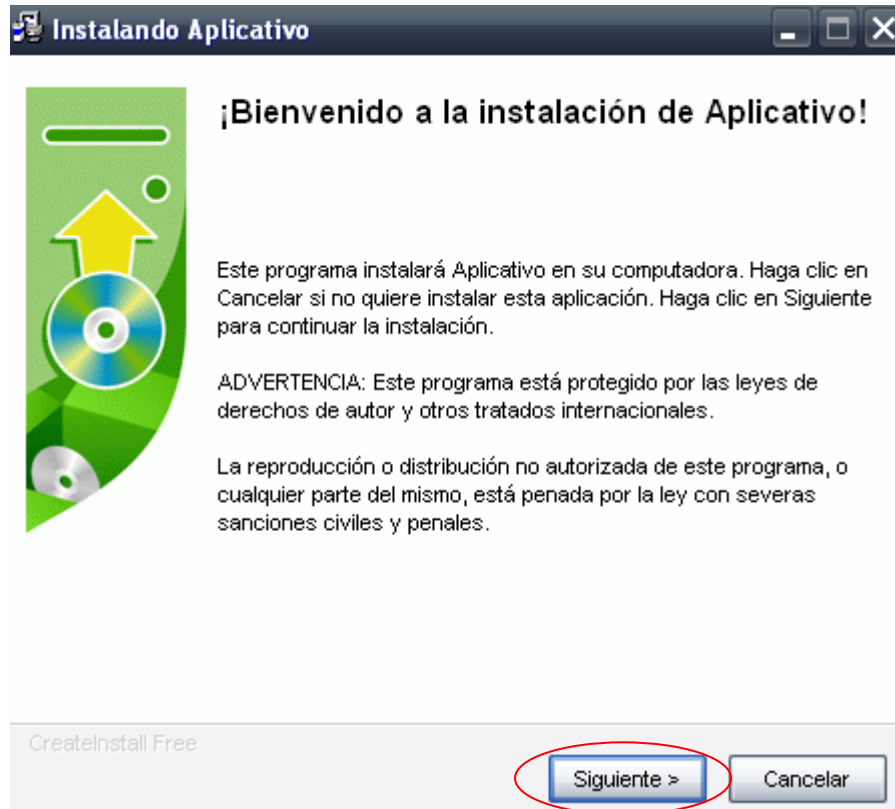 Instalando Aplicativo
¡Bienvenido a la instalación de Aplicativo!
Este programa instalará Aplicativo en su computadora. Haga clic en
Cancelar si no quiere instalar esta aplicación. Haga clic en Siguiente
para continuar la instalación.
ADVERTENCIA: Este programa está protegido por las leyes de
derechos de autor y otros tratados internacionales.
La reproducción o distribución no autorizada de este programa, o
cualquier parte del mismo, está penada por la ley con severas
sanciones civiles y penales.
CreateInstall Free
Siguiente > Cancelar